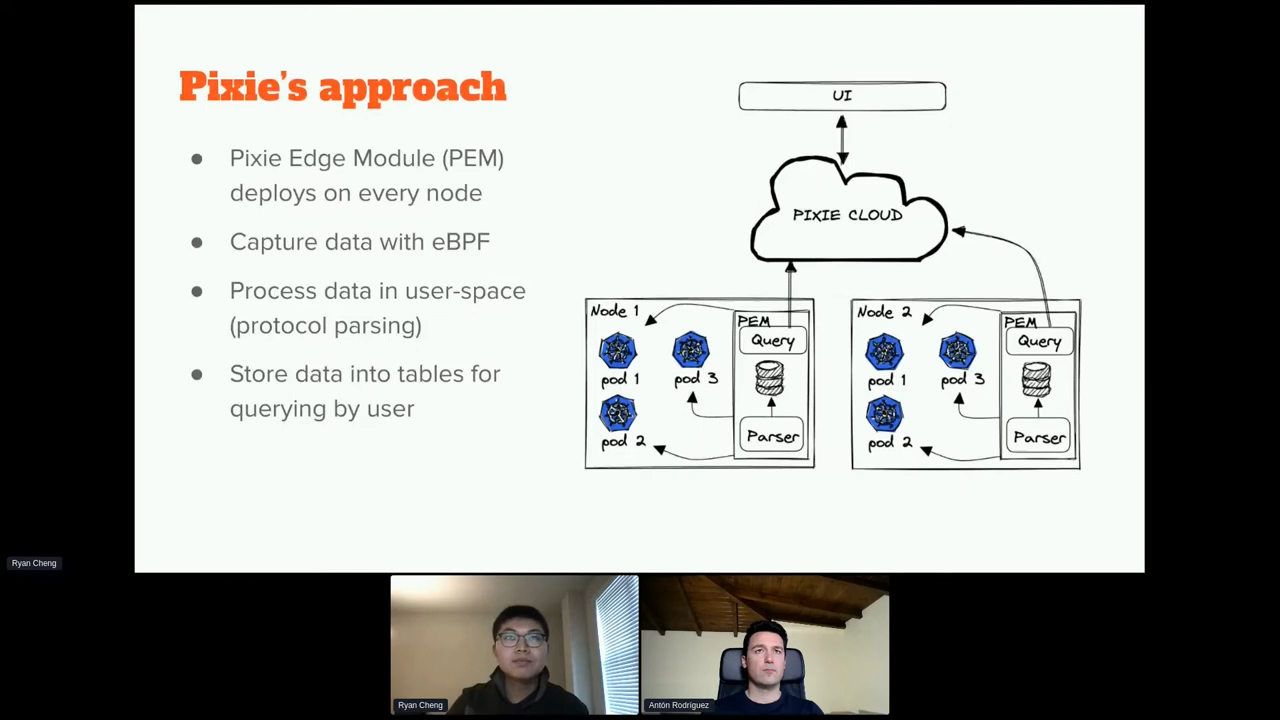 Pixie's approach
● Pixie Edge Module (PEM)
deploys on every node
● Capture data with eBPF
● Process data in user-space
(protocol parsing)
● Store data into tables for
querying by user
UI
PIXIE CLOUD
Node 1
PEM
Query
pod 1
pod 3
pod 2
Parser
Node 2
PEM
Query
pod 1
pod 3
pod 2
Parser
Ryan Cheng
Ryan Cheng
Antón Rodríguez